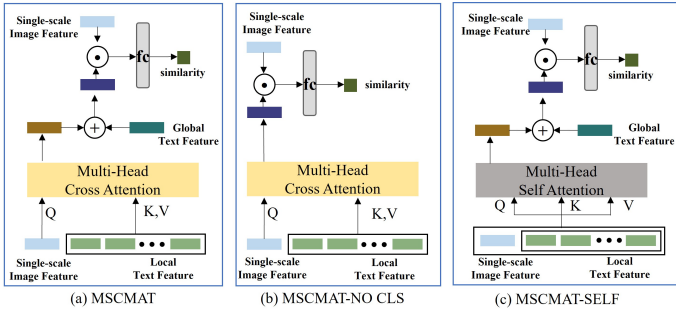 Single-scale
Image Feature
fc
similarity
Global
Text Feature
Multi-Head
Cross Attention
Q
K,V
Single-scale
Image Feature
Local
Text Feature
(a) MSCMAT
Single-scale
Image Feature
fc
similarity
Multi-Head
Cross Attention
Q
K,V
Single-scale
Image Feature
Local
Text Feature
(b) MSCMAT-NO CLS
Single-scale
Image Feature
fc
similarity
Global
Text Feature
Multi-Head
Self Attention
Q
K
V
Single-scale
Image Feature
Local
Text Feature
(c) MSCMAT-SELF